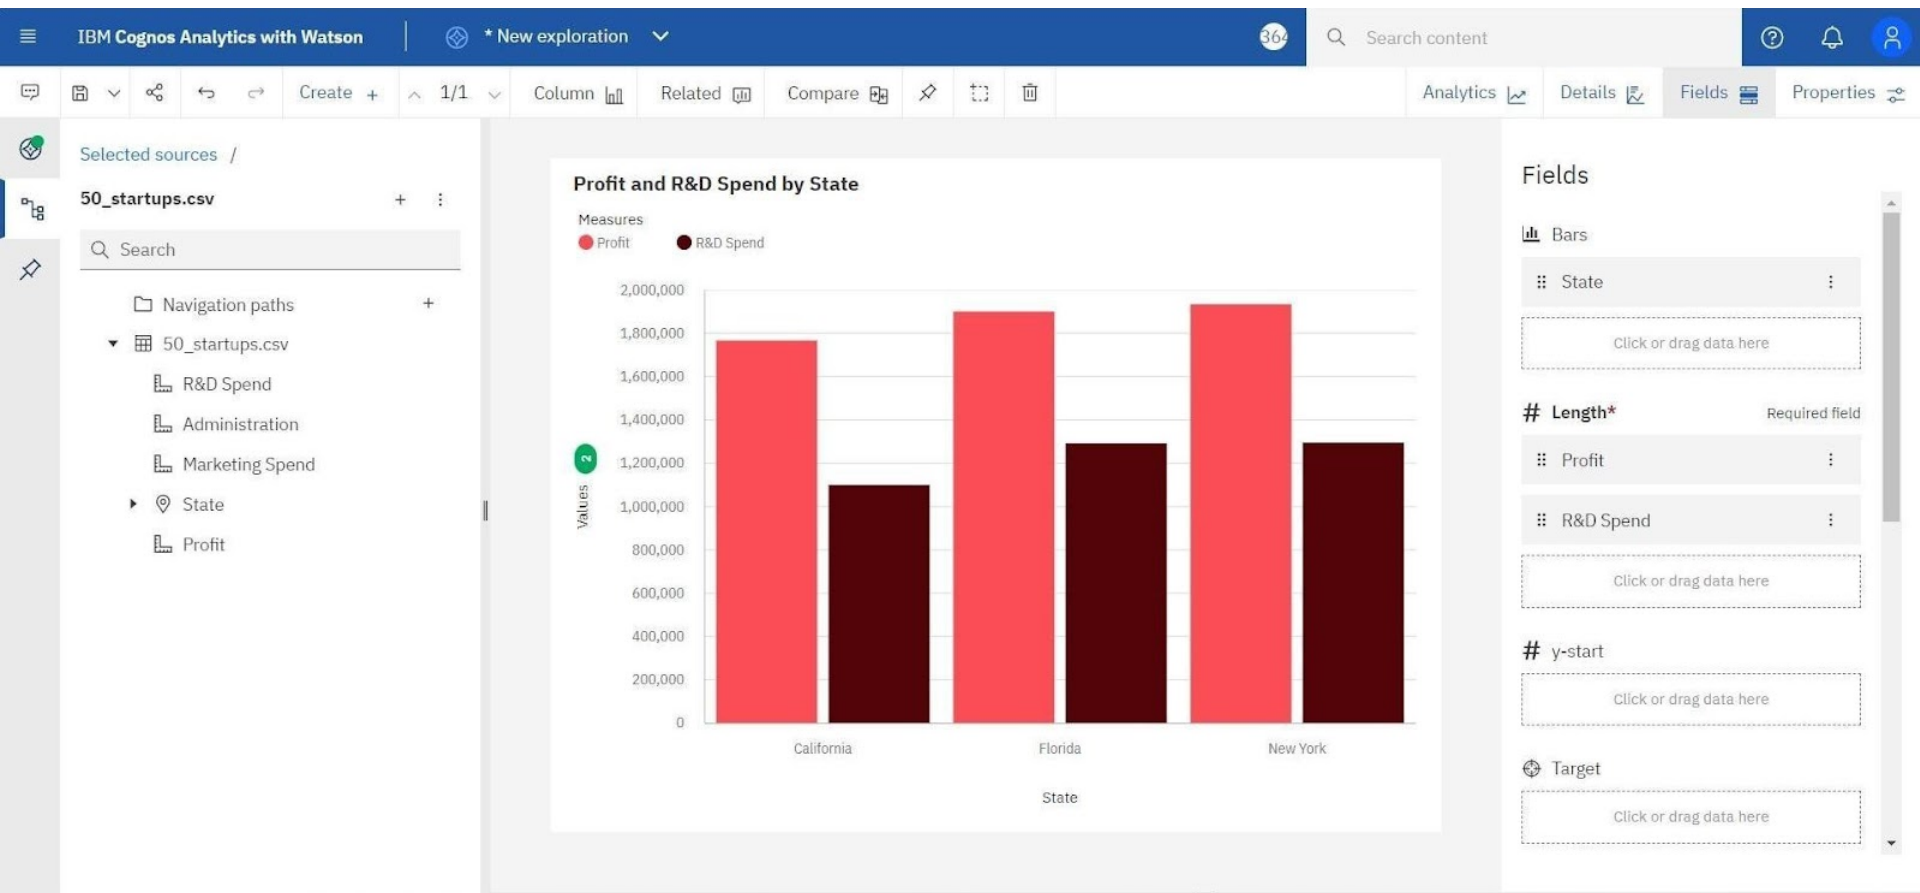 IBM Cognos Analytics with Watson
* New exploration
364
Search content
Create +
1/1
Column
Related
Compare
Analytics
Details
Fields
Properties
Selected sources /
50_startups.csv
Search
Navigation paths
50_startups.csv
R&D Spend
Administration
Marketing Spend
State
Profit
Profit and R&D Spend by State
Measures
Profit
R&D Spend
2,000,000
1,800,000
1,600,000
1,400,000
1,200,000
1,000,000
800,000
600,000
400,000
200,000
0
Values
2
California
Florida
New York
State
Fields
Bars
State
Click or drag data here
# Length*
Required field
Profit
R&D Spend
Click or drag data here
# y-start
Click or drag data here
Target
Click or drag data here